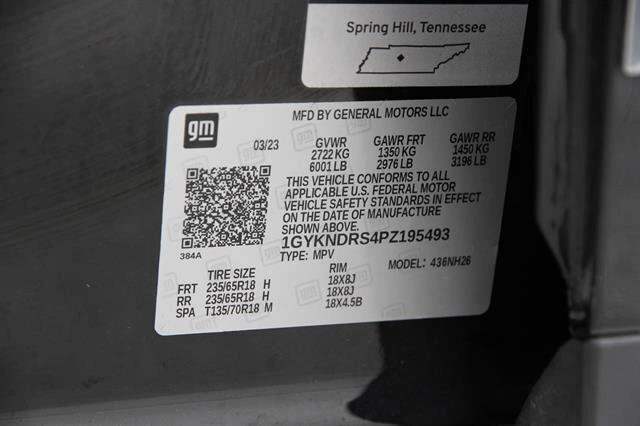 Spring Hill, Tennessee
MFD BY GENERAL MOTORS LLC
gm
03/23 GVWR GAWR FRT GAWR RR
2722 KG 1350 KG 1450 KG
6001 LB 2976 LB 3196 LB
THIS VEHICLE CONFORMS TO ALL
APPLICABLE U.S. FEDERAL MOTOR
VEHICLE SAFETY STANDARDS IN EFFECT
ON THE DATE OF MANUFACTURE
SHOWN ABOVE.
384A
1GYKNDRS4PZ195493
TYPE: MPV MODEL: 436NH26
TIRE SIZE RIM
FRT 235/65R18 H 18X8J
RR 235/65R18 H 18X8J
SPA T135/70R18 M 18X4.5B